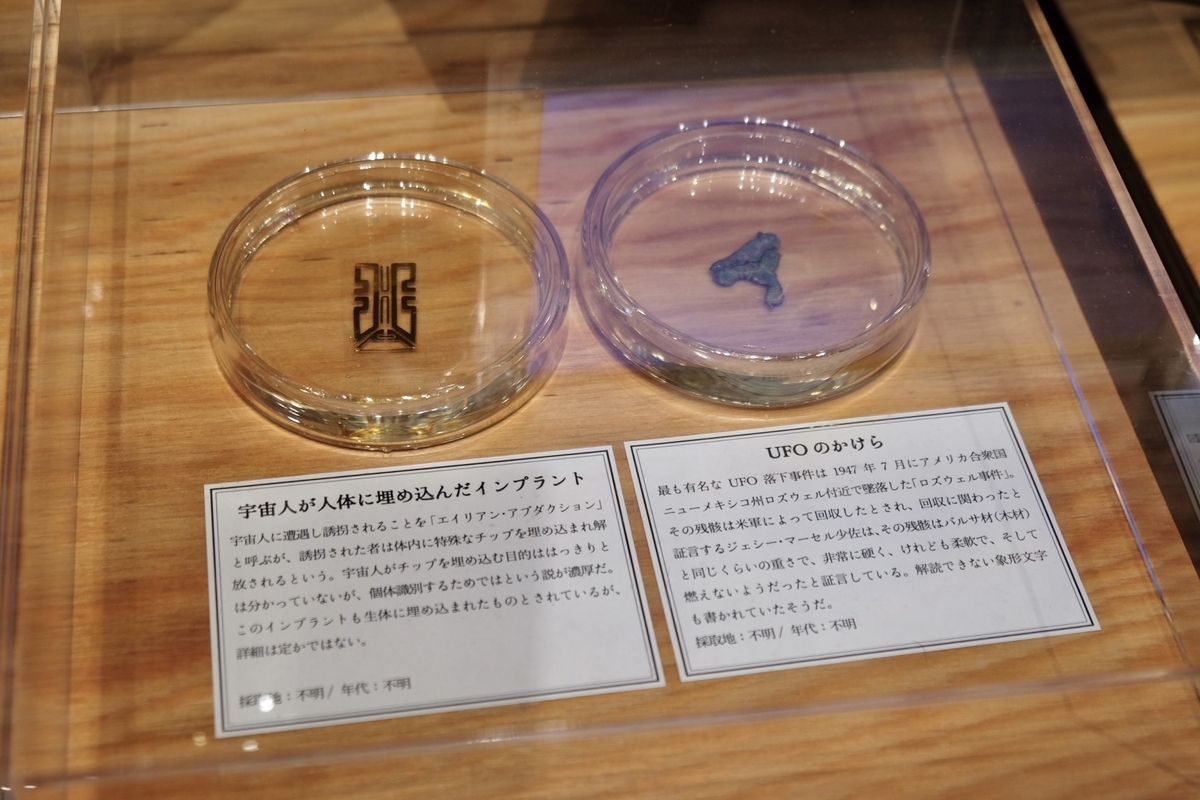 宇宙人が人体に埋め込んだインプラント
宇宙人に遭遇し誘拐されることを「エイリアン・アブダクション」
と呼ぶが、誘拐された者は体内に特殊なチップを埋め込まれ解
放されるという。宇宙人がチップを埋め込む目的ははっきりと
は分かっていないが、個体識別するためではという説が濃厚だ。
このインプラントも生体に埋め込まれたものとされているが、
詳細は定かではない。
採取地：不明 / 年代：不明
UFO のかけら
最も有名な UFO 落下事件は 1947 年 7 月にアメリカ合衆国
ニューメキシコ州ロズウェル付近で墜落した「ロズウェル事件」。
その残骸は米軍によって回収したとされ、回収に関わったと
証言するジェシー・マーセル少佐は、その残骸はバルサ材（木材）
と同じくらいの重さで、非常に硬く、けれども柔軟で、そして
燃えないようだったと証言している。解読できない象形文字
も書かれていたそうだ。
採取地：不明 / 年代：不明